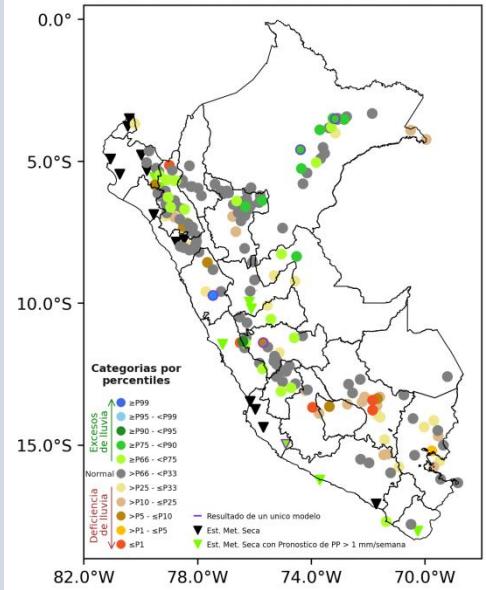 0.0°
5.0°S
10.0°S
15.0°S
82.0°W 78.0°W 74.0°W 70.0°W
Categorias por
percentiles
Excesos
de lluvia
Normal
Deficiencia
de lluvia
≥P99
≥P95 - <P99
≥P90 - <P95
≥P75 - <P90
≥P66 - <P75
>P66 - <P33
>P25 - ≤P33
>P10 - ≤P25
>P5 - ≤P10
>P1 - ≤P5
≤P1
Resultado de un unico modelo
Est. Met. Seca
Est. Met. Seca con Pronostico de PP > 1 mm/semana